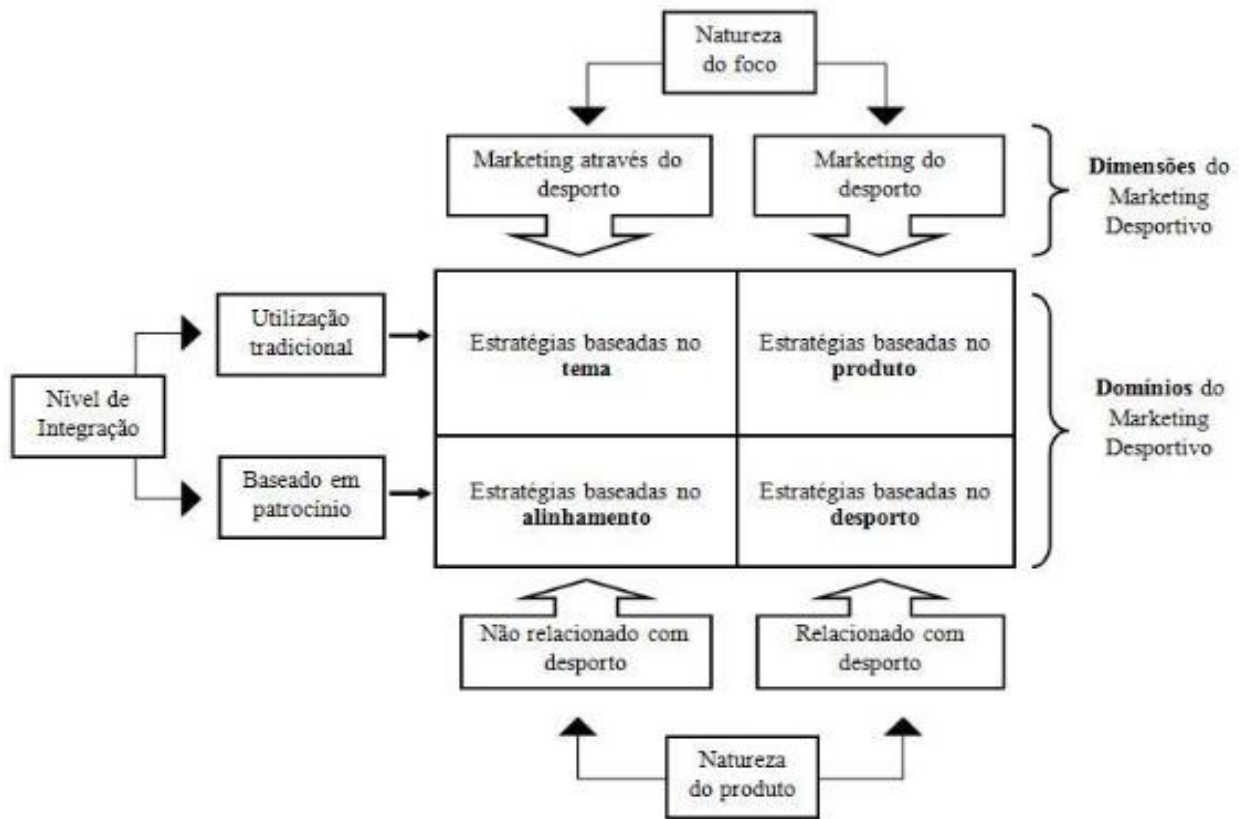 Natureza
do foco
Marketing através do
desporto
Marketing do
desporto
Dimensões do
Marketing
Desportivo
Utilização
tradicional
Estratégias baseadas no
tema
Estratégias baseadas no
produto
Nível de
Integração
Domínios do
Marketing
Desportivo
Baseado em
patrocínio
Estratégias baseadas no
alinhamento
Estratégias baseadas no
desporto
Não relacionado com
desporto
Relacionado com
desporto
Natureza
do produto